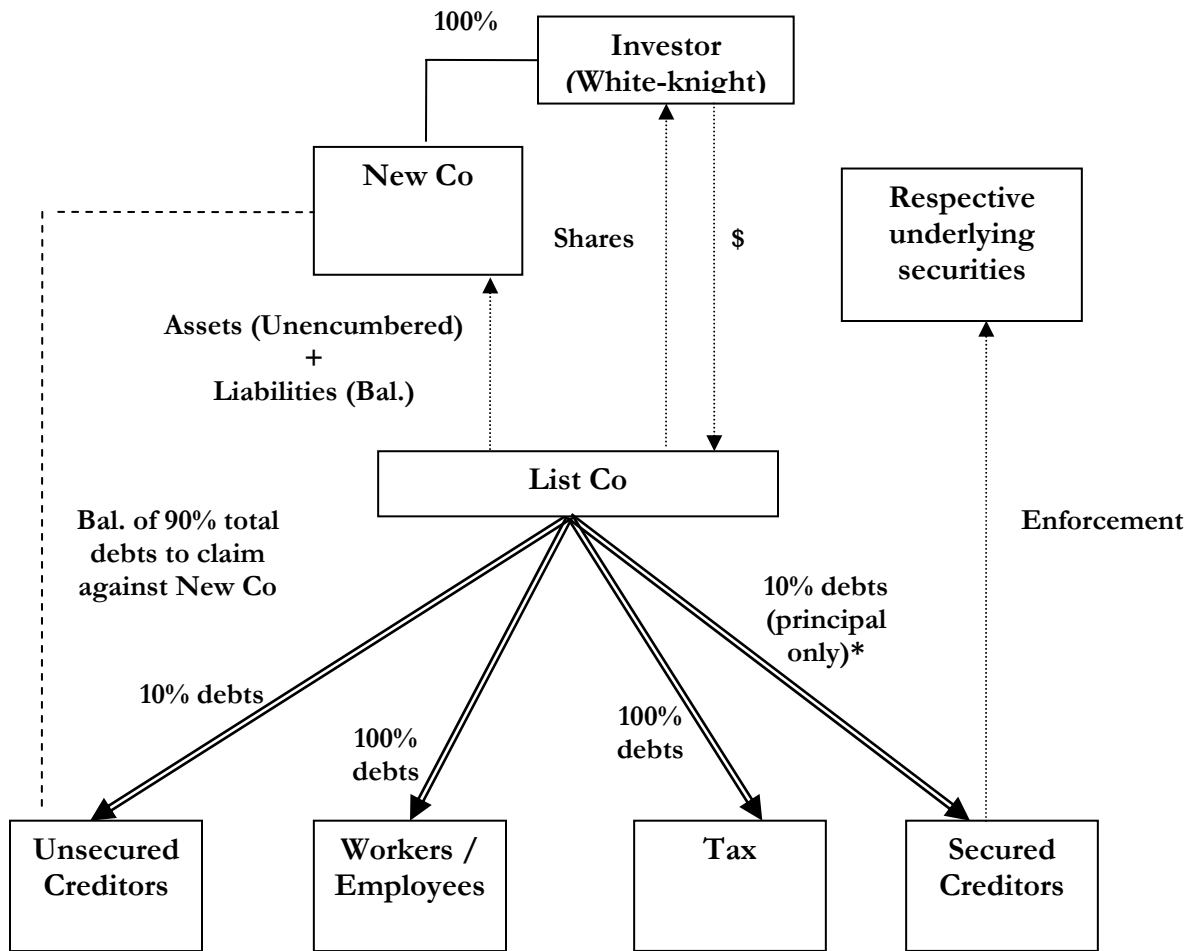 100%
Investor
(White-knight)
New Co
Respective
underlying
securities
Shares
$
Assets (Unencumbered)
+
Liabilities (Bal.)
List Co
Bal. of 90% total
debts to claim
against New Co
Enforcement
10% debts
(principal
only)*
10% debts
100%
debts
100%
debts
Unsecured
Creditors
Workers /
Employees
Tax
Secured
Creditors